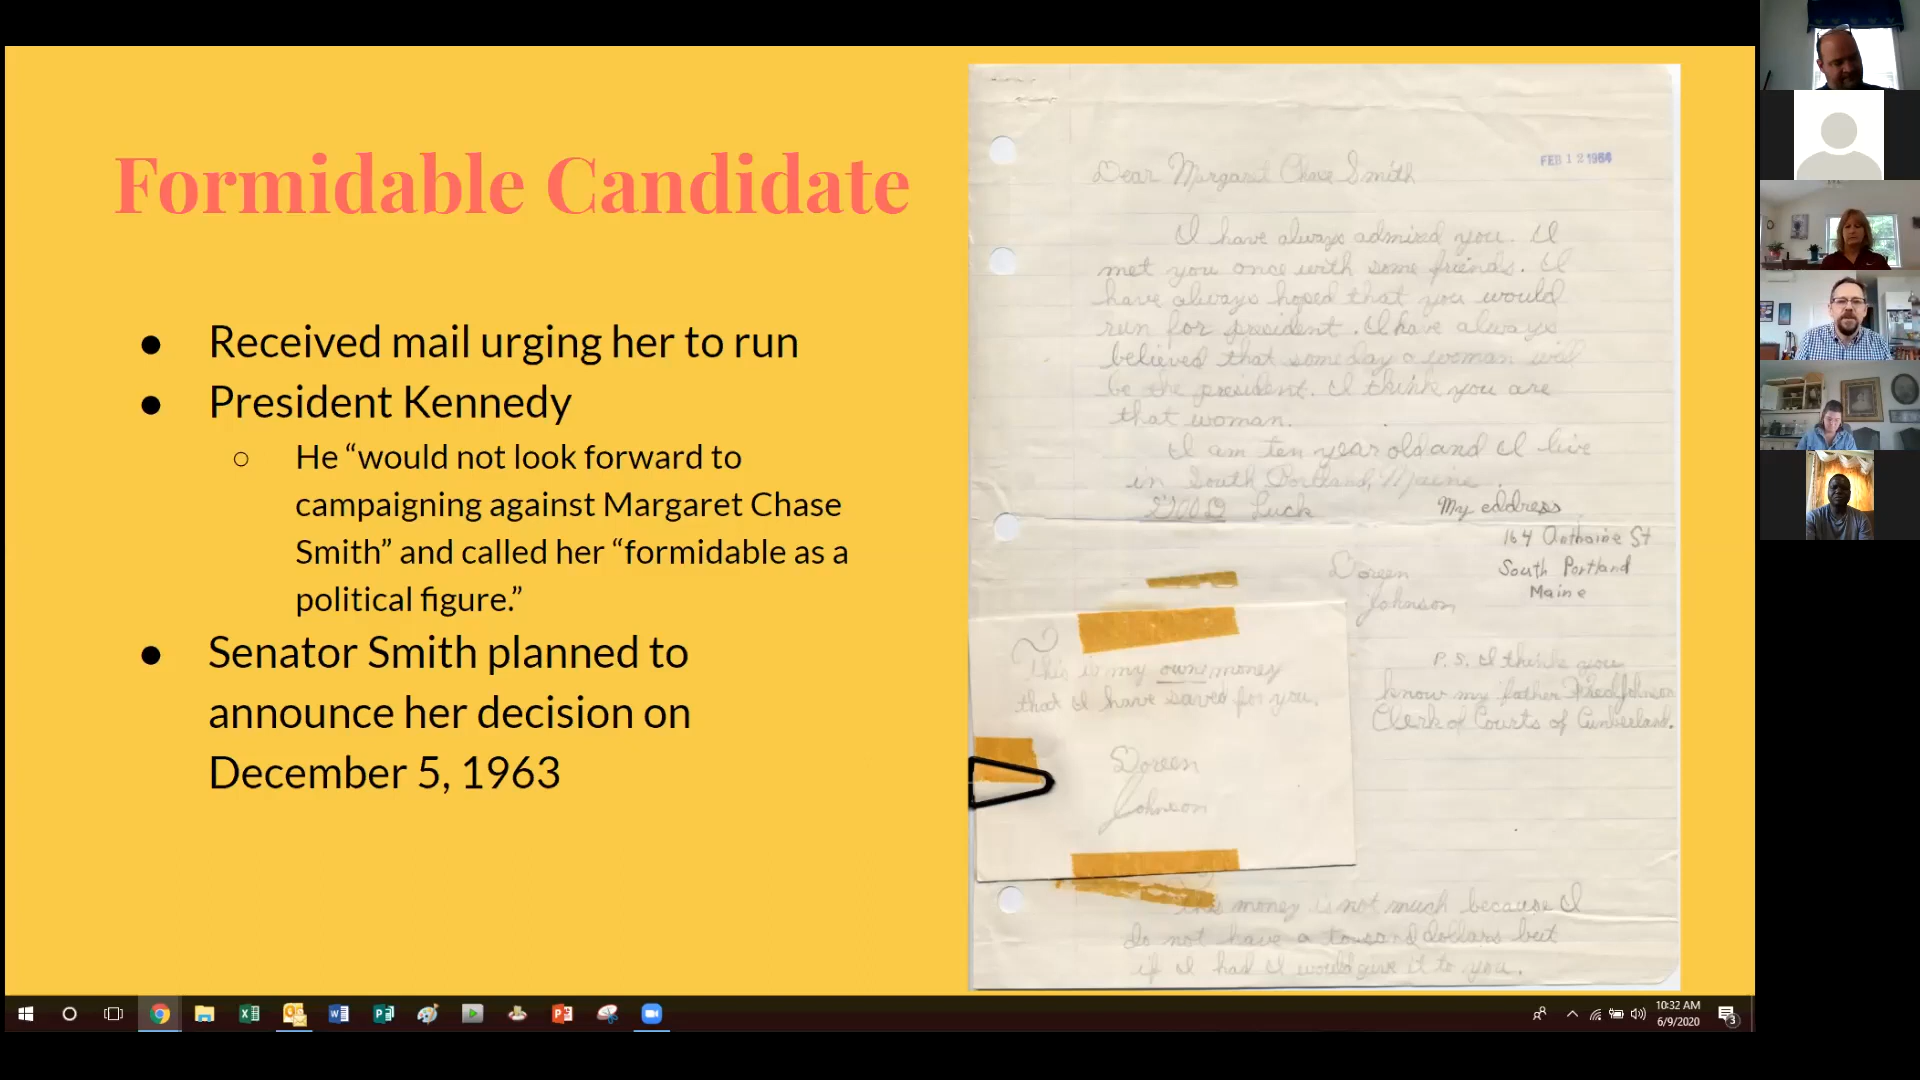 Formidable Candidate
● Received mail urging her to run
● President Kennedy
○ He “would not look forward to
campaigning against Margaret Chase
Smith” and called her “formidable as a
political figure.”
● Senator Smith planned to
announce her decision on
December 5, 1963
FEB 12 1964
Dear Margaret Chase Smith
I have always admired you. I
met you once with some friends. I
have always hoped that you would
run for president. I have always
believed that someday a woman will
be the president. I think you are
that woman.
I am ten year old and I live
in South Portland, Maine.
Luck
My address
164 St
South Portland
Maine
Doreen
Johnson
P.S. I think you
know my father Johnson
Clerk of Courts of Cumberland.
This is my own money
that I have saved for you.
Doreen
Johnson
This money is not much because I
do not have a tousand dollars but
if I had I would give it to you.
10:32 AM
6/9/2020
3